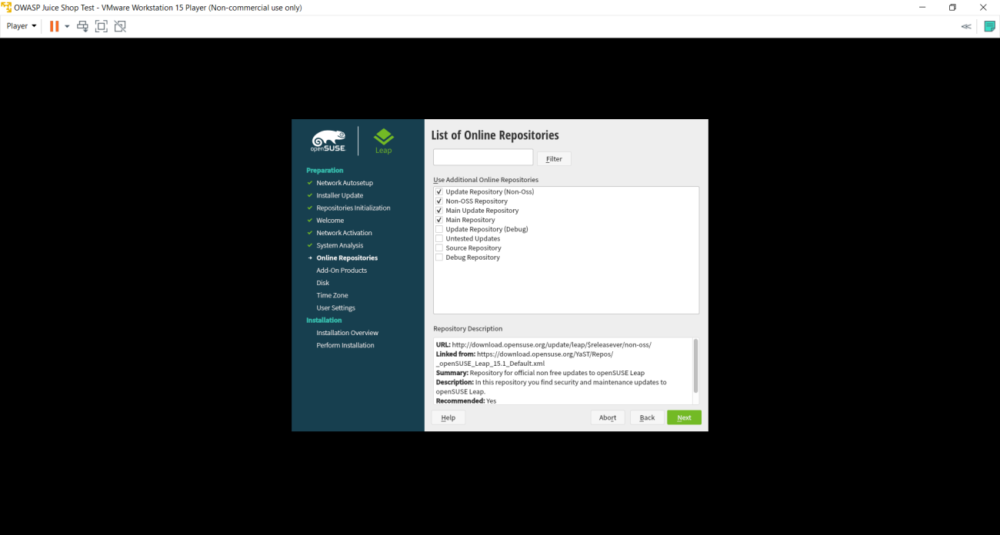 OWASP Juice Shop Test - VMware Workstation 15 Player (Non-commercial use only)
Player
openSUSE
Leap
Preparation
Network Autosetup
Installer Update
Repositories Initialization
Welcome
Network Activation
System Analysis
Online Repositories
Add-On Products
Disk
Time Zone
User Settings
Installation
Installation Overview
Perform Installation
List of Online Repositories
Filter
Use Additional Online Repositories
Update Repository (Non-Oss)
Non-OSS Repository
Main Update Repository
Main Repository
Update Repository (Debug)
Untested Updates
Source Repository
Debug Repository
Repository Description
URL: http://download.opensuse.org/update/leap/$releasever/non-oss/
Linked from: https://download.opensuse.org/YaST/Repos/
_openSUSE_Leap_15.1_Default.xml
Summary: Repository for official non free updates to openSUSE Leap
Description: In this repository you find security and maintenance updates to
openSUSE Leap.
Recommended: Yes
Help
Abort
Back
Next